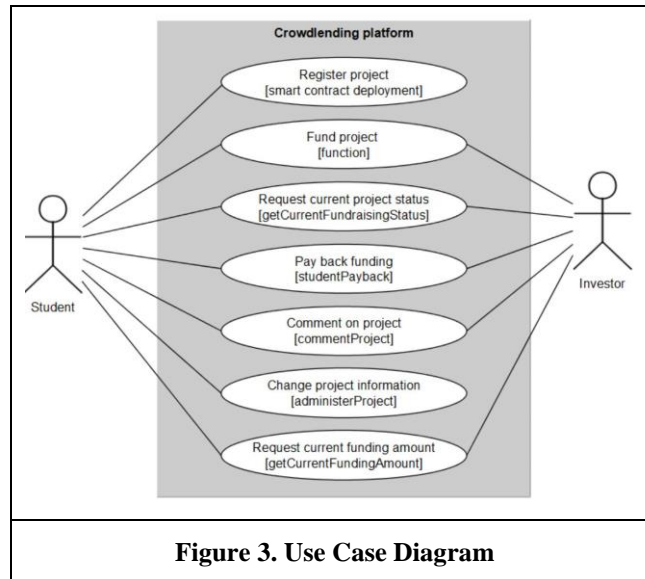 Crowdlending platform
Register project
[smart contract deployment]
Fund project
[function]
Request current project status
[getCurrentFundraisingStatus]
Pay back funding
[studentPayback]
Student
Investor
Comment on project
[commentProject]
Change project information
[administerProject]
Request current funding amount
[getCurrentFundingAmount]
Figure 3. Use Case Diagram